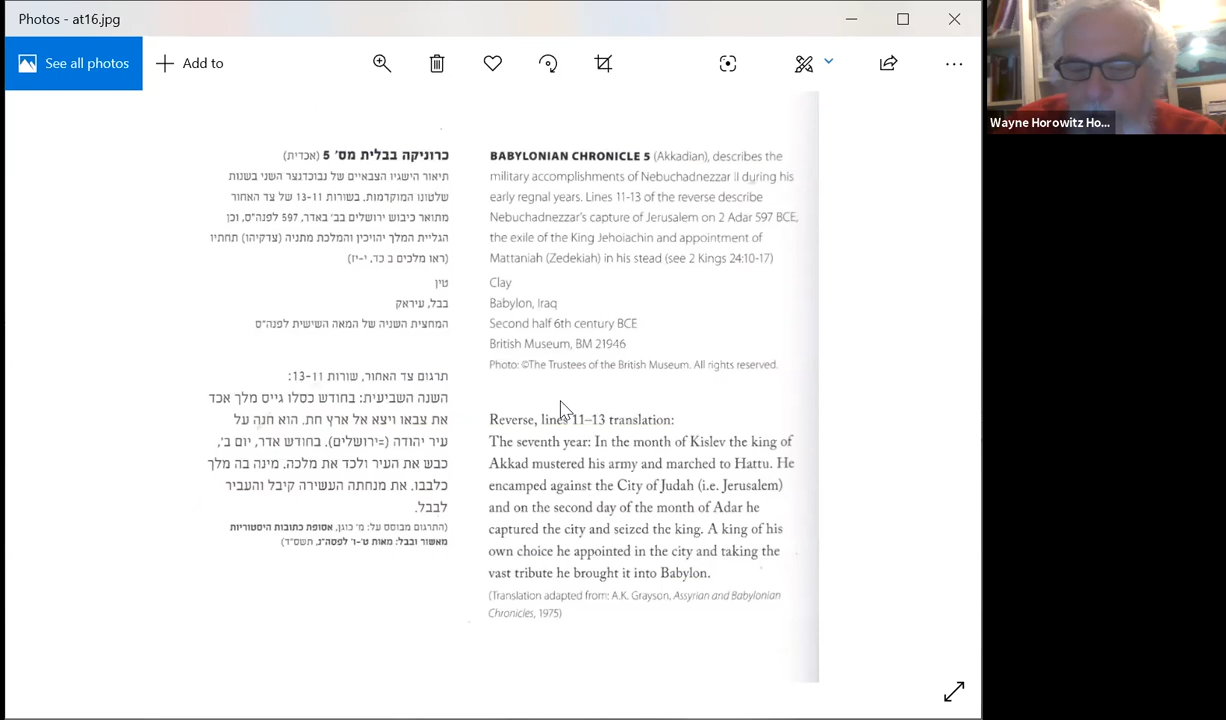 Photos - at16.jpg
See all photos
Add to
Wayne Horowitz Ho...
כרוניקה בבלית מס' 5 (אכדית)
תיאור הישגיו הצבאיים של נבוכדנצר השני בשנות
שלטונו המוקדמות. בשורות 13-11 של צד האחור
מתואר כיבוש ירושלים בב' באדר, 597 לפנה"ס, וכן
הגליית המלך יהויכין והמלכת מתניה (צדקיהו) תחתיו
(ראו מלכים ב כד, י-יז)
טין
בבל, עיראק
המחצית השניה של המאה השישית לפנה"ס
תרגום צד האחור, שורות 13-11:
השנה השביעית: בחודש כסלו גייס מלך אכד
את צבאו ויצא אל ארץ חת. הוא חנה על
עיר יהודה (=ירושלים). בחודש אדר, יום ב',
כבש את העיר ולכד את מלכה. מינה בה מלך
כלבבו. את מנחתה העשירה קיבל והעביר
לבבל.
(התרגום מבוסס על: מ' כוגן, אסופת כתובות היסטוריות
מאשור ובבל: מאות ט'-ו' לפסה"נ, תשס"ד)
BABYLONIAN CHRONICLE 5 (Akkadian), describes the
military accomplishments of Nebuchadnezzar II during his
early regnal years. Lines 11-13 of the reverse describe
Nebuchadnezzar's capture of Jerusalem on 2 Adar 597 BCE,
the exile of the King Jehoiachin and appointment of
Mattaniah (Zedekiah) in his stead (see 2 Kings 24:10-17)
Clay
Babylon, Iraq
Second half 6th century BCE
British Museum, BM 21946
Photo: ©The Trustees of the British Museum. All rights reserved.
Reverse, lines 11–13 translation:
The seventh year: In the month of Kislev the king of
Akkad mustered his army and marched to Hattu. He
encamped against the City of Judah (i.e. Jerusalem)
and on the second day of the month of Adar he
captured the city and seized the king. A king of his
own choice he appointed in the city and taking the
vast tribute he brought it into Babylon.
(Translation adapted from: A.K. Grayson, Assyrian and Babylonian
Chronicles, 1975)